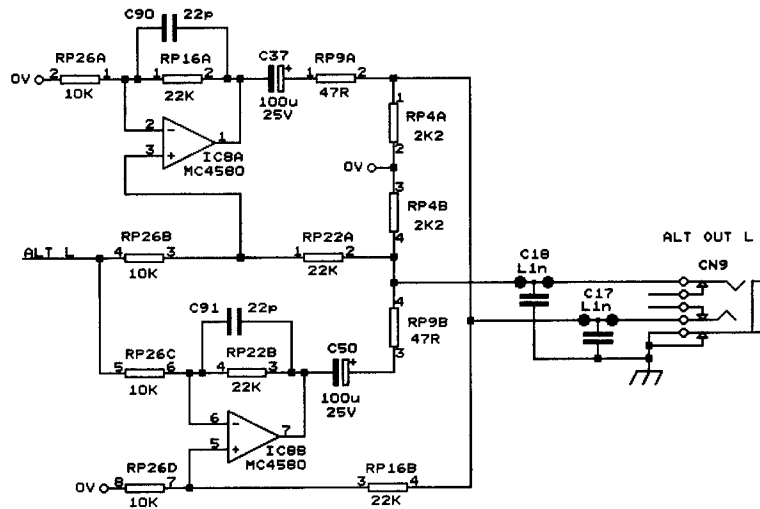 C90 22p
RP26A RP16A C37 RP9A
0V 2 1 1 2 + 1 2
10K 22K 100u 25V 47R
1 RP4A
2K2
2
2 - 1
3 +
IC8A
MC4580
0V
3 RP4B
2K2
4
ALT L
RP26B RP22A
4 3 1 2
10K 22K
ALT OUT L
C18 CN9
L1n
C17
L1n
C91 22p
4 RP9B
47R
3
RP26C RP22B C50
5 6 4 3 +
10K 22K 100u
25V
6 - 7
5 +
IC8B
MC4580
RP26D RP16B
0V 8 7 3 4
10K 22K